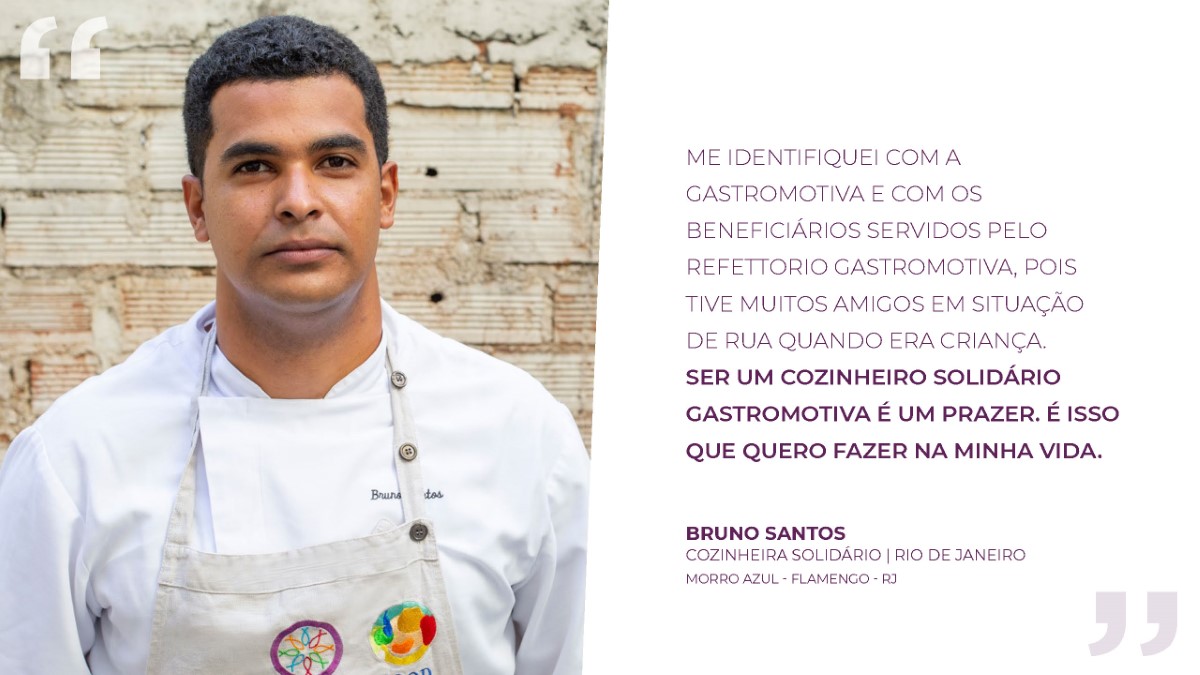 ME IDENTIFIQUEI COM A
GASTROMOTIVA E COM OS
BENEFICIÁRIOS SERVIDOS PELO
REFETTORIO GASTROMOTIVA, POIS
TIVE MUITOS AMIGOS EM SITUAÇÃO
DE RUA QUANDO ERA CRIANÇA.
SER UM COZINHEIRO SOLIDÁRIO
GASTROMOTIVA É UM PRAZER. É ISSO
QUE QUERO FAZER NA MINHA VIDA.
BRUNO SANTOS
COZINHEIRA SOLIDÁRIO | RIO DE JANEIRO
MORRO AZUL - FLAMENGO - RJ